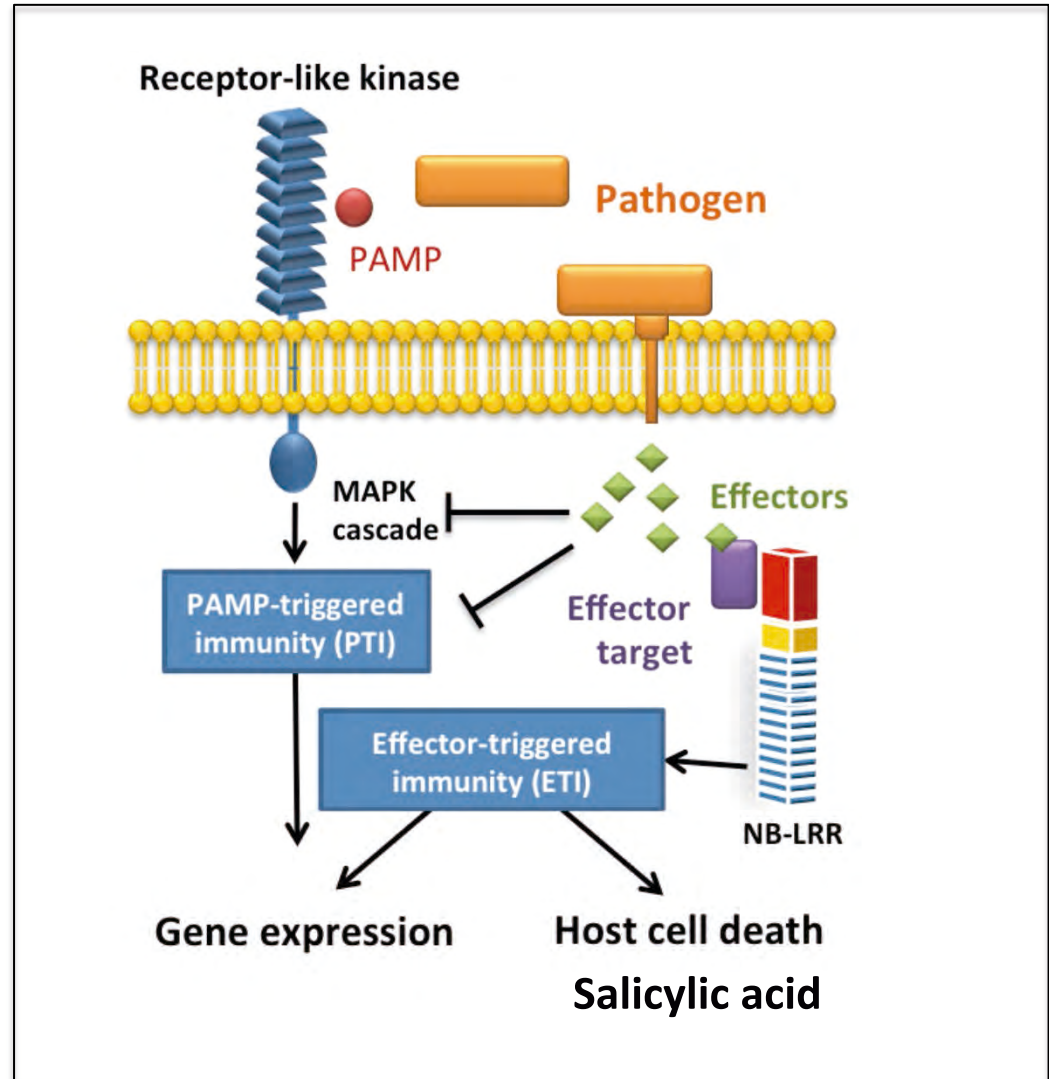 Receptor-like kinase
Pathogen
PAMP
MAPK
cascade
Effectors
PAMP-triggered
immunity (PTI)
Effector
target
Effector-triggered
immunity (ETI)
NB-LRR
Gene expression
Host cell death
Salicylic acid